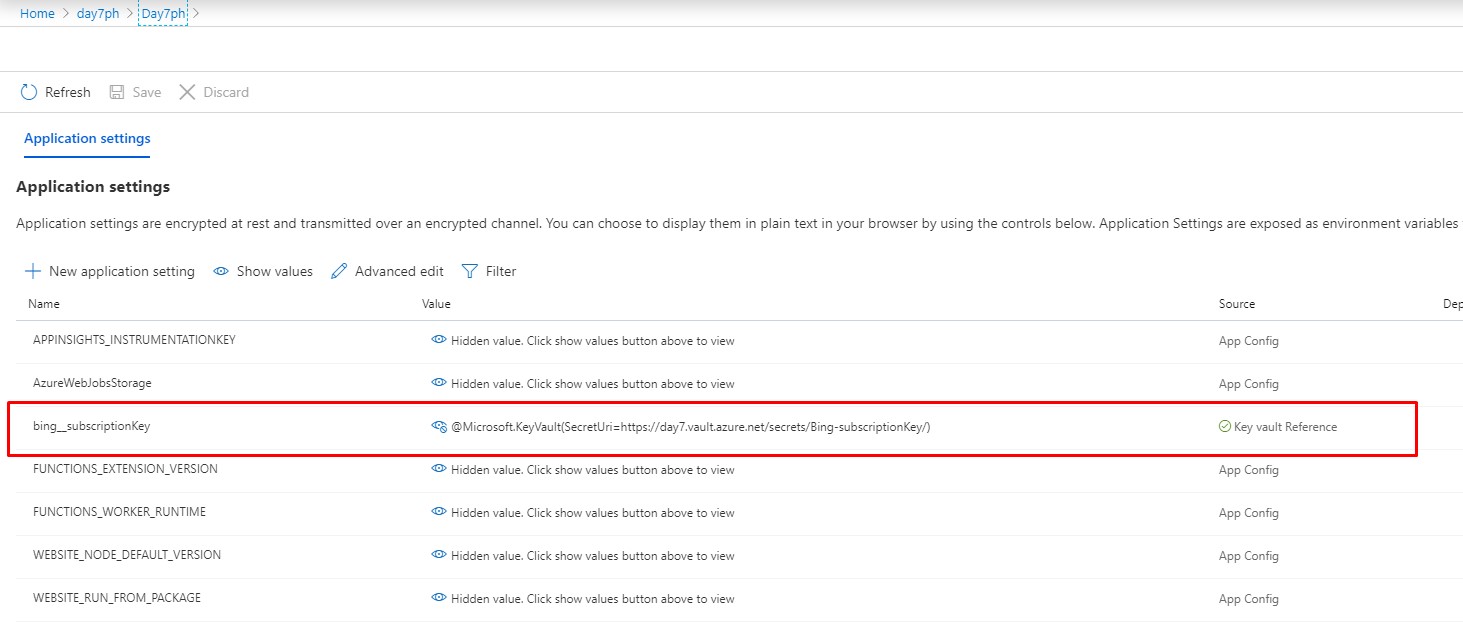 Home > day7ph > Day7ph >
Refresh Save Discard
Application settings
Application settings
Application settings are encrypted at rest and transmitted over an encrypted channel. You can choose to display them in plain text in your browser by using the controls below. Application Settings are exposed as environment variables
New application setting Show values Advanced edit Filter
Name Value Source Dep
APPINSIGHTS_INSTRUMENTATIONKEY Hidden value. Click show values button above to view App Config
AzureWebJobsStorage Hidden value. Click show values button above to view App Config
bing__subscriptionKey @Microsoft.KeyVault(SecretUri=https://day7.vault.azure.net/secrets/Bing-subscriptionKey/) Key vault Reference
FUNCTIONS_EXTENSION_VERSION Hidden value. Click show values button above to view App Config
FUNCTIONS_WORKER_RUNTIME Hidden value. Click show values button above to view App Config
WEBSITE_NODE_DEFAULT_VERSION Hidden value. Click show values button above to view App Config
WEBSITE_RUN_FROM_PACKAGE Hidden value. Click show values button above to view App Config